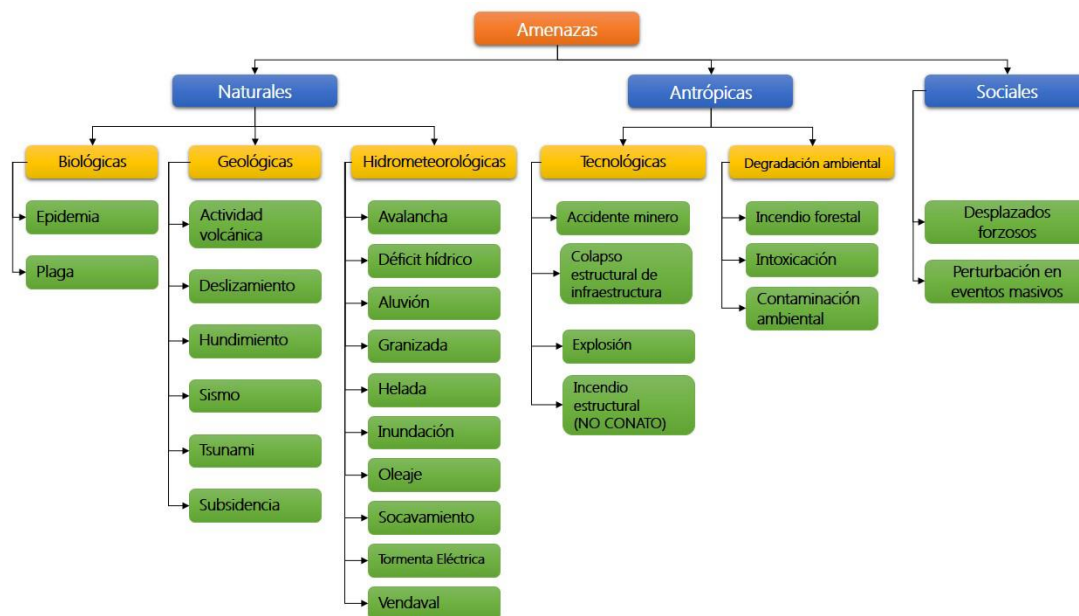 Amenazas
Naturales
Antrópicas
Sociales
Biológicas
Geológicas
Hidrometeorológicas
Tecnológicas
Degradación ambiental
Epidemia
Plaga
Actividad
volcánica
Deslizamiento
Hundimiento
Sismo
Tsunami
Subsidencia
Avalancha
Déficit hídrico
Aluvión
Granizada
Helada
Inundación
Oleaje
Socavamiento
Tormenta Eléctrica
Vendaval
Accidente minero
Colapso
estructural de
infraestructura
Explosión
Incendio
estructural
(NO CONATO)
Incendio forestal
Intoxicación
Contaminación
ambiental
Desplazados
forzosos
Perturbación en
eventos masivos